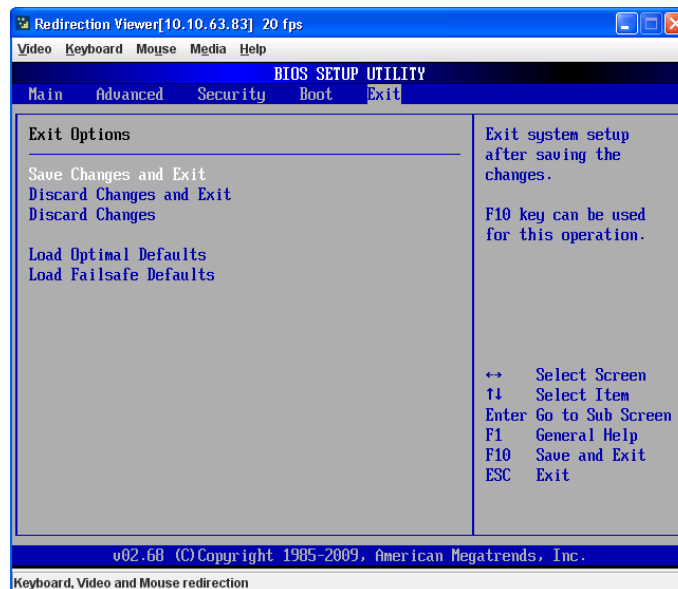 Redirection Viewer[10.10.63.83] 20 fps
Video Keyboard Mouse Media Help
BIOS SETUP UTILITY
Main Advanced Security Boot Exit
Exit Options
Save Changes and Exit
Discard Changes and Exit
Discard Changes
Load Optimal Defaults
Load Failsafe Defaults
Exit system setup
after saving the
changes.
F10 key can be used
for this operation.
↔ Select Screen
↑↓ Select Item
Enter Go to Sub Screen
F1 General Help
F10 Save and Exit
ESC Exit
v02.68 (C)Copyright 1985-2009, American Megatrends, Inc.
Keyboard, Video and Mouse redirection